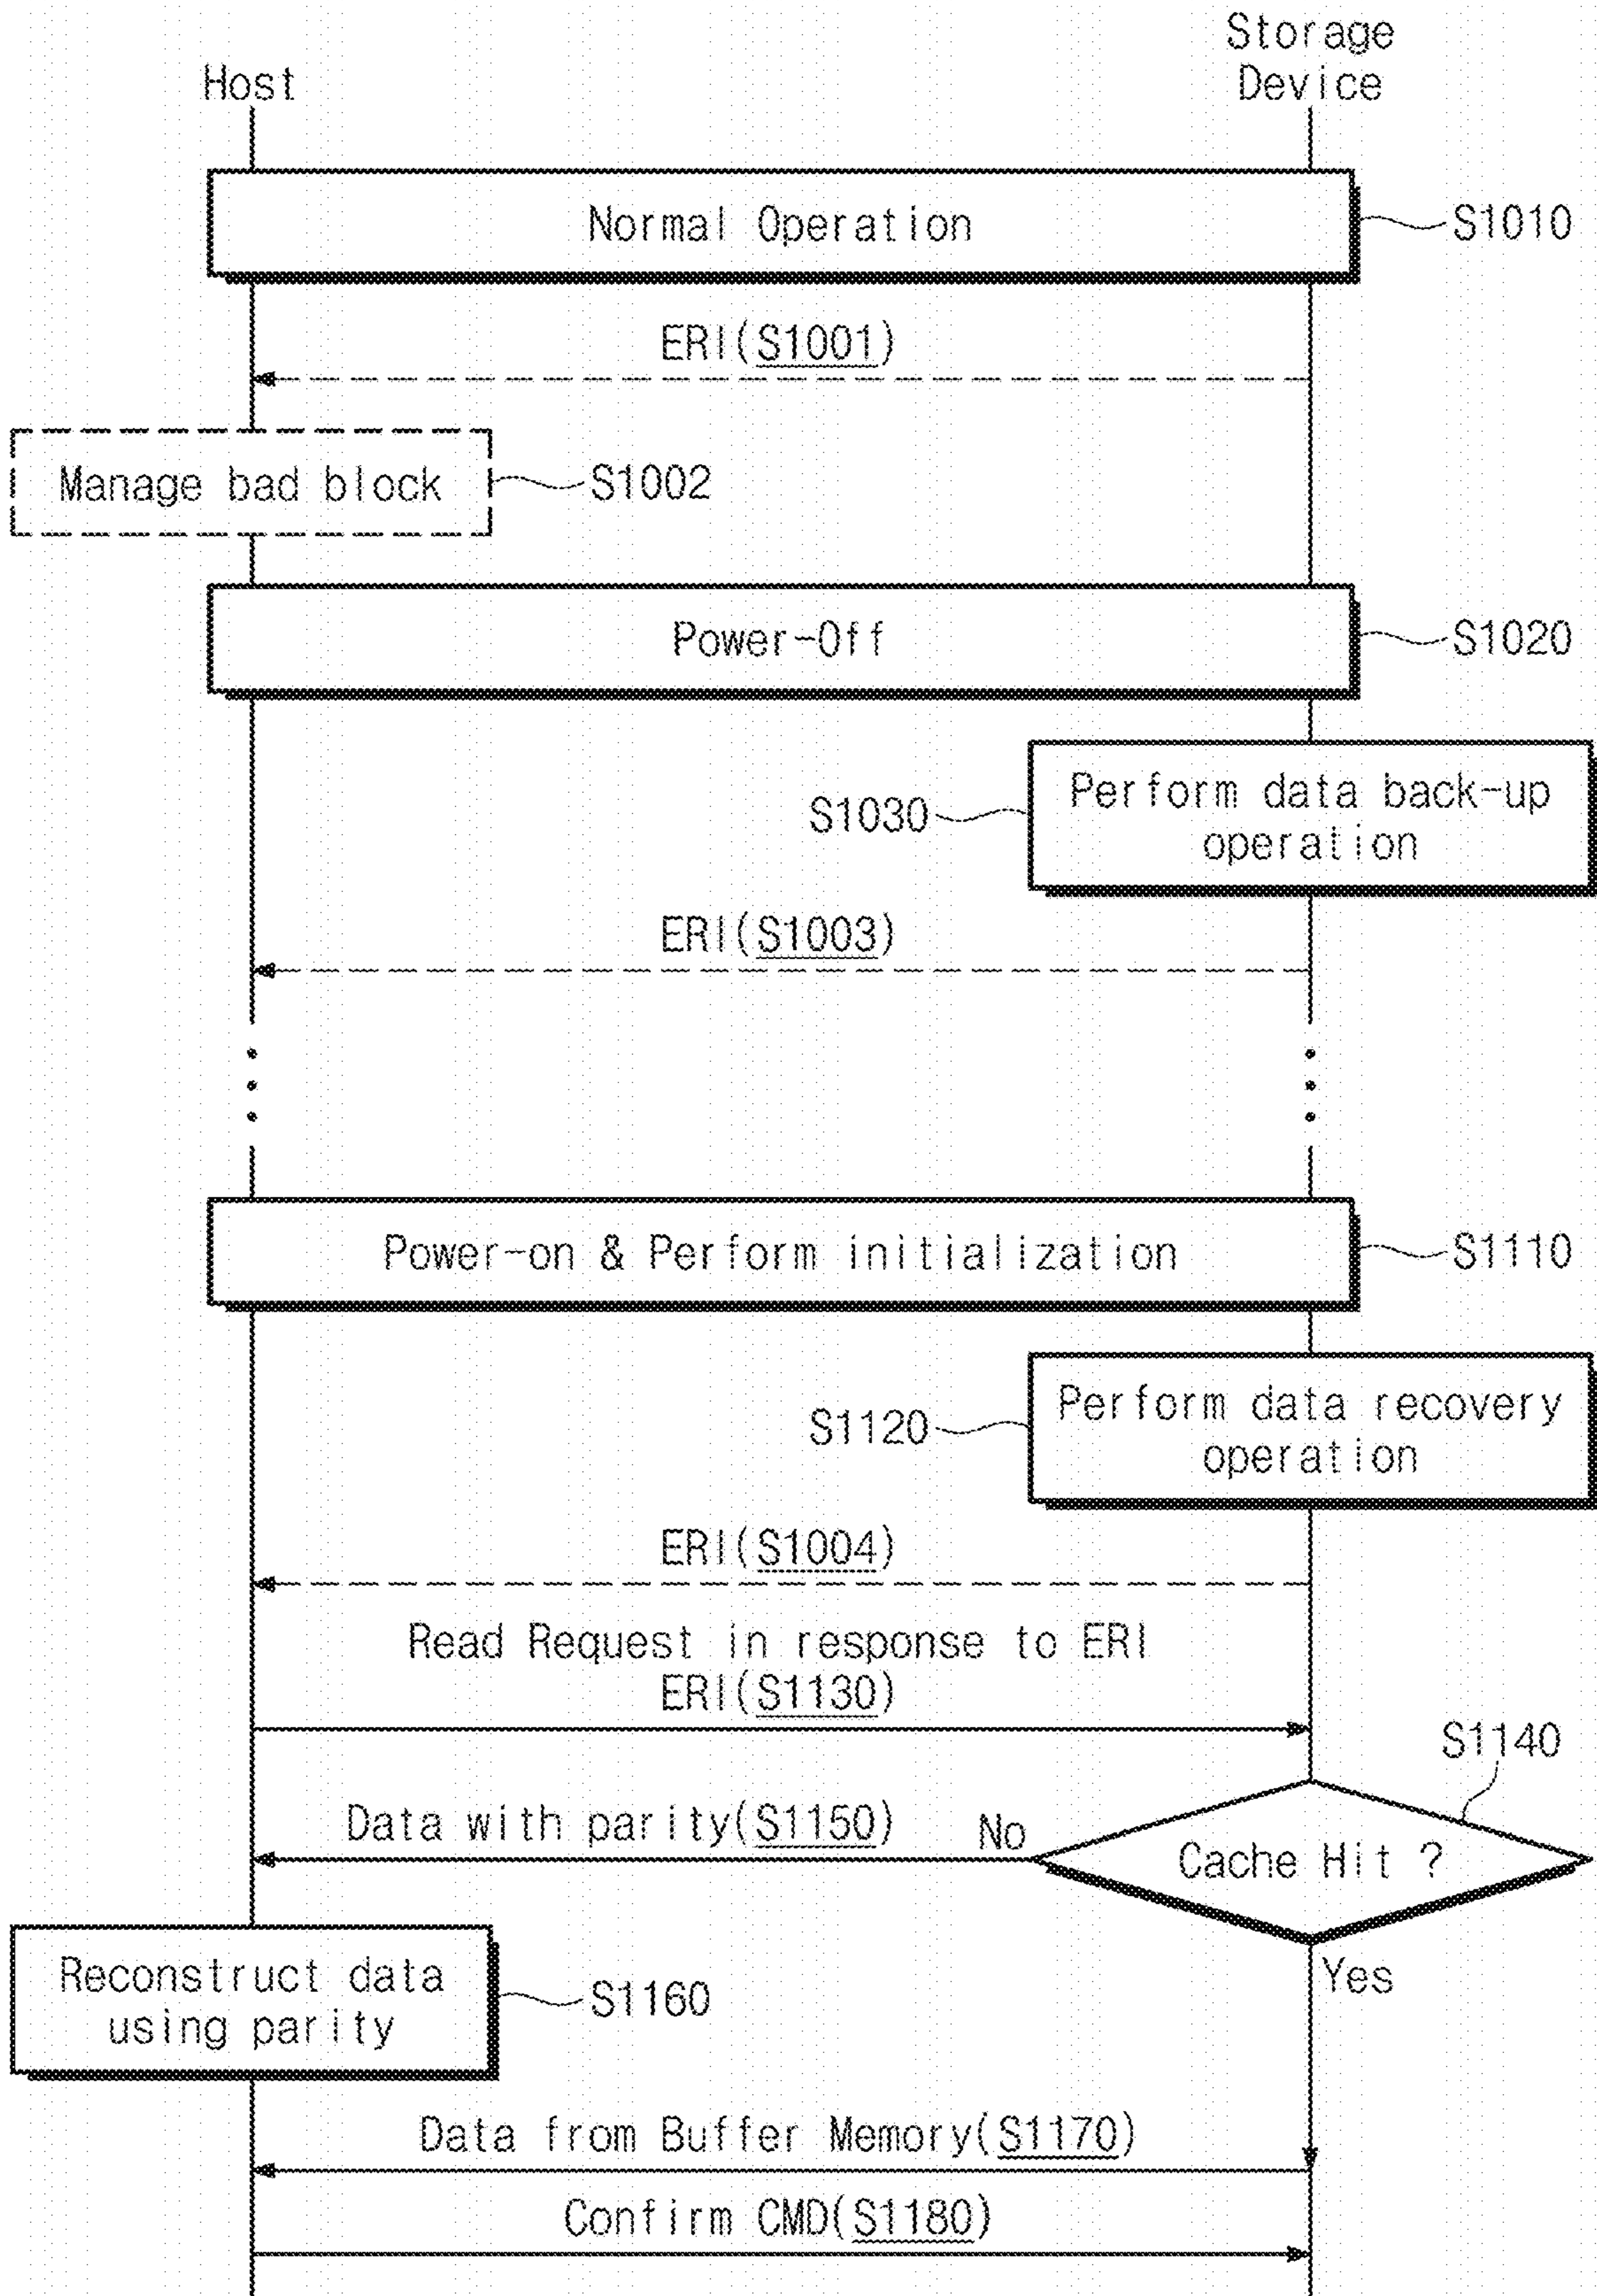 Storage
Device
Host
Normal Operation
S1010
ERI(S1001)
Manage bad block
S1002
Power-Off
S1020
Perform data back-up
operation
S1030
ERI(S1003)
Power-on & Perform initialization
S1110
Perform data recovery
operation
S1120
ERI(S1004)
Read Request in response to ERI
ERI(S1130)
S1140
Data with parity(S1150)
No
Cache Hit ?
Reconstruct data
using parity
S1160
Yes
Data from Buffer Memory(S1170)
Confirm CMD(S1180)